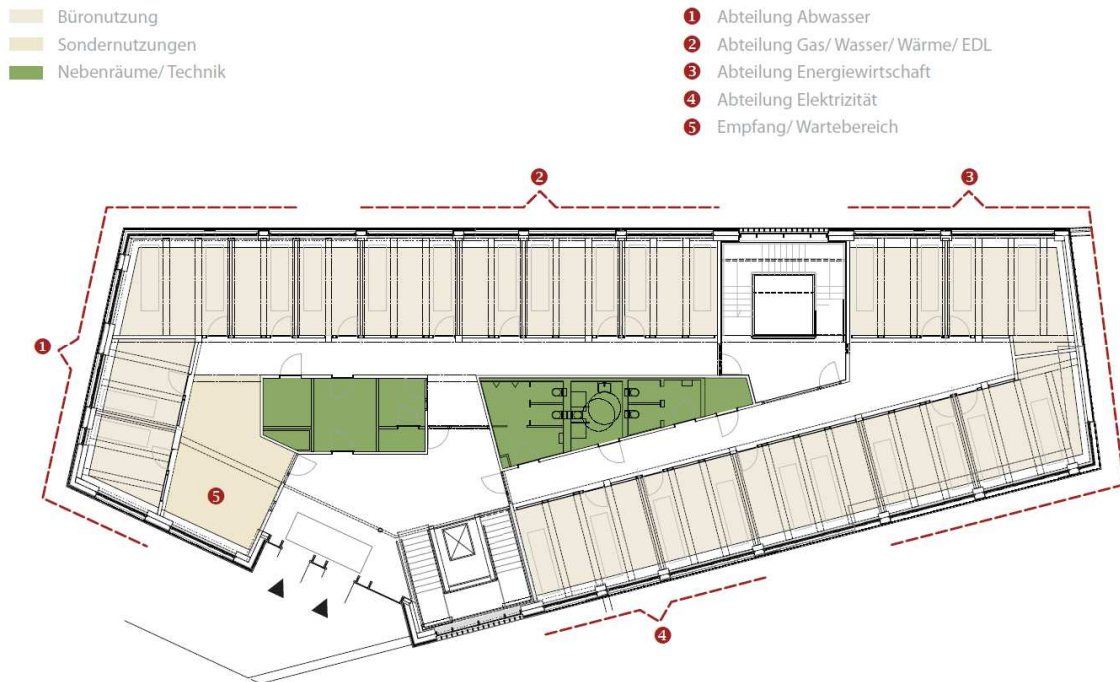 Büronutzung
Sondernutzungen
Nebenräume/ Technik
1 Abteilung Abwasser
2 Abteilung Gas/ Wasser/ Wärme/ EDL
3 Abteilung Energiewirtschaft
4 Abteilung Elektrizität
5 Empfang/ Wartebereich
2
3
1
5
4